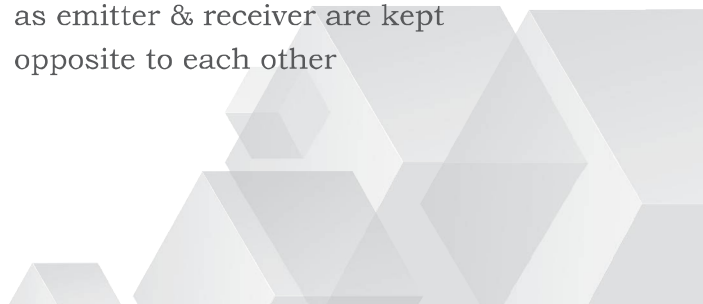 as emitter & receiver are kept
opposite to each other